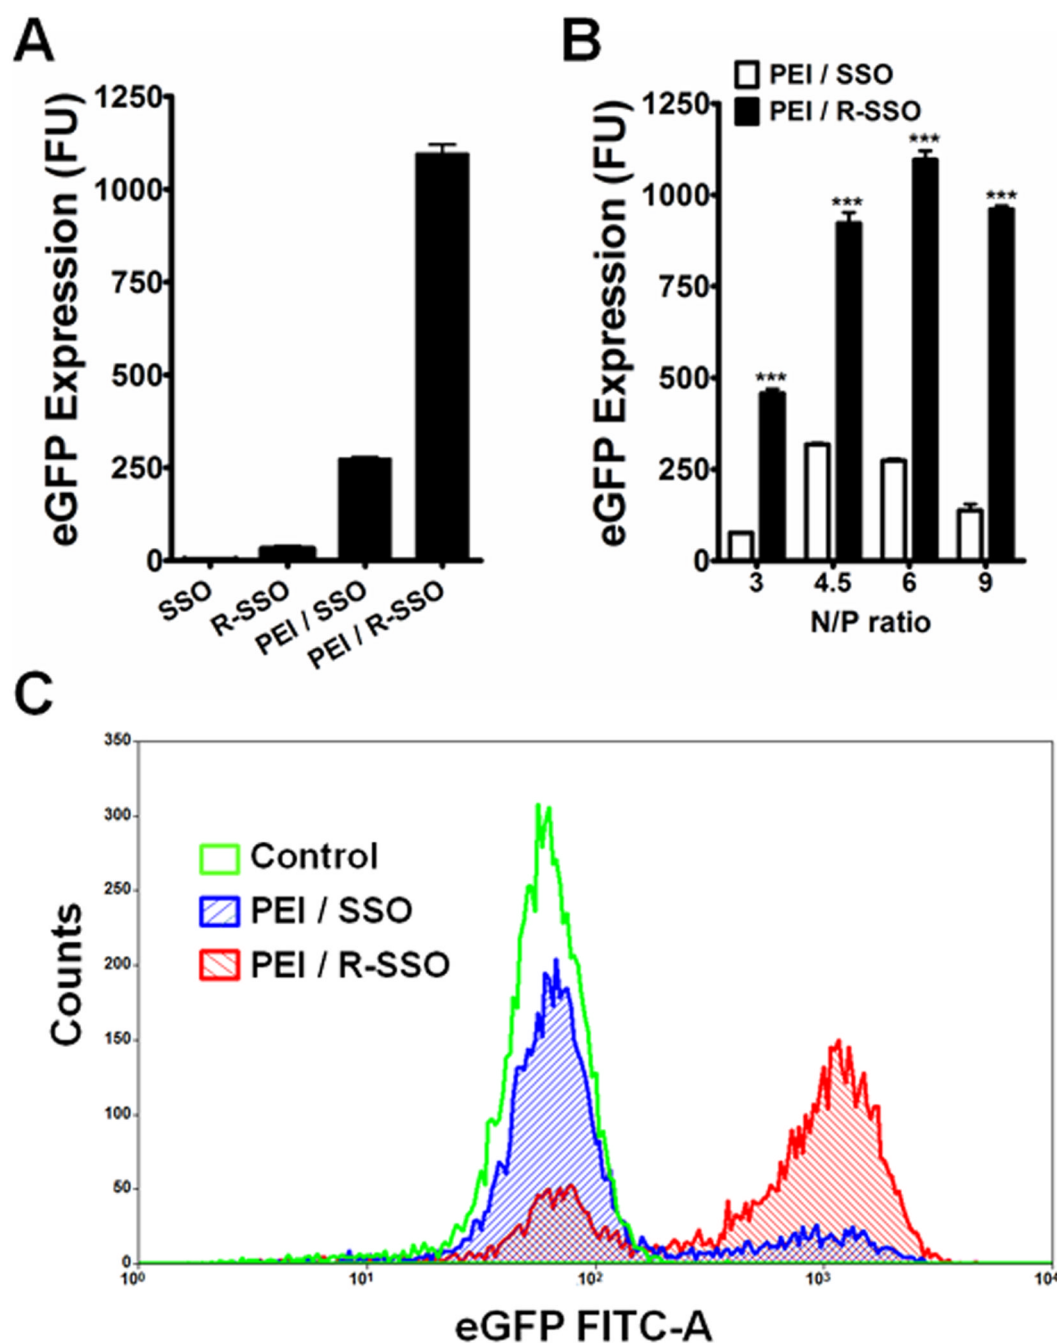 A
eGFP Expression (FU)
1250
1000
750
500
250
0
SSO
R-SSO
PEI / SSO
PEI / R-SSO
B
PEI / SSO
PEI / R-SSO
eGFP Expression (FU)
1250
1000
750
500
250
0
***
***
***
***
3 4.5 6 9
N/P ratio
C
Counts
350
300
250
200
150
100
50
0
Control
PEI / SSO
PEI / R-SSO
10⁰ 10¹ 10² 10³ 10⁴
eGFP FITC-A